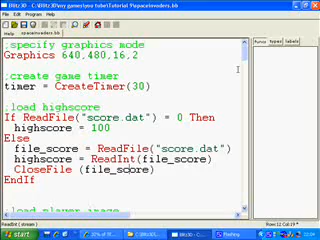 Blitz3D - C:\Blitz3D\my games\you tube\Tutorial 7\spaceinvaders.bb
File Edit Program Help
spaceinvaders.bb
funcs types labels
;specify graphics mode
Graphics 640,480,16,2
;create game timer
timer = CreateTimer(30)
;load highscore
If ReadFile("score.dat") = 0 Then
highscore = 100
Else
file_score = ReadFile("score.dat")
highscore = ReadInt(file_score)
CloseFile (file_score)
EndIf
;load player image
ReadInt ( stream )
Row:12 Col:19
start